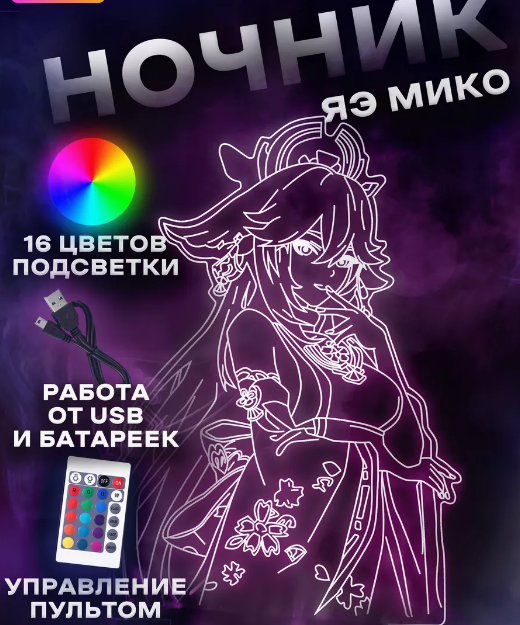 НОЧНИК
ЯЭ МИКО
16 ЦВЕТОВ
ПОДСВЕТКИ
РАБОТА
ОТ USB
И БАТАРЕЕК
УПРАВЛЕНИЕ
ПУЛЬТОМ